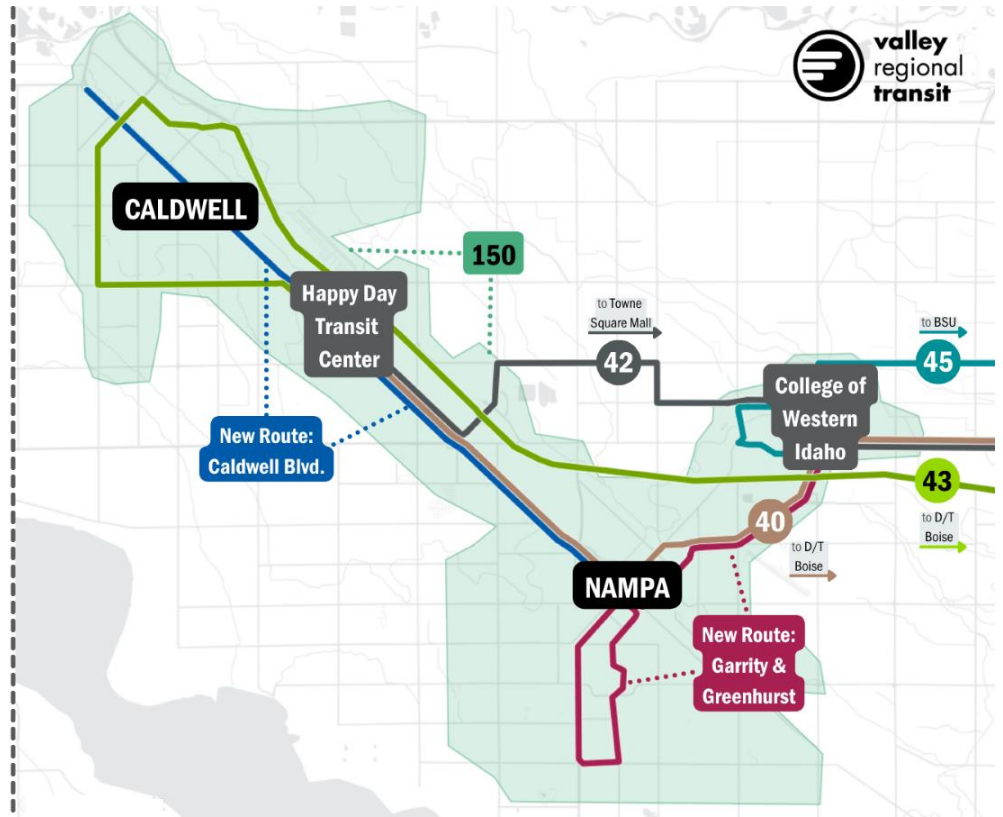 valley
regional
transit
CALDWELL
150
Happy Day
Transit
Center
to Towne
Square Mall
42
to BSU
45
College of
Western
Idaho
New Route:
Caldwell Blvd.
43
to D/T
Boise
40
to D/T
Boise
NAMPA
New Route:
Garrity &
Greenhurst